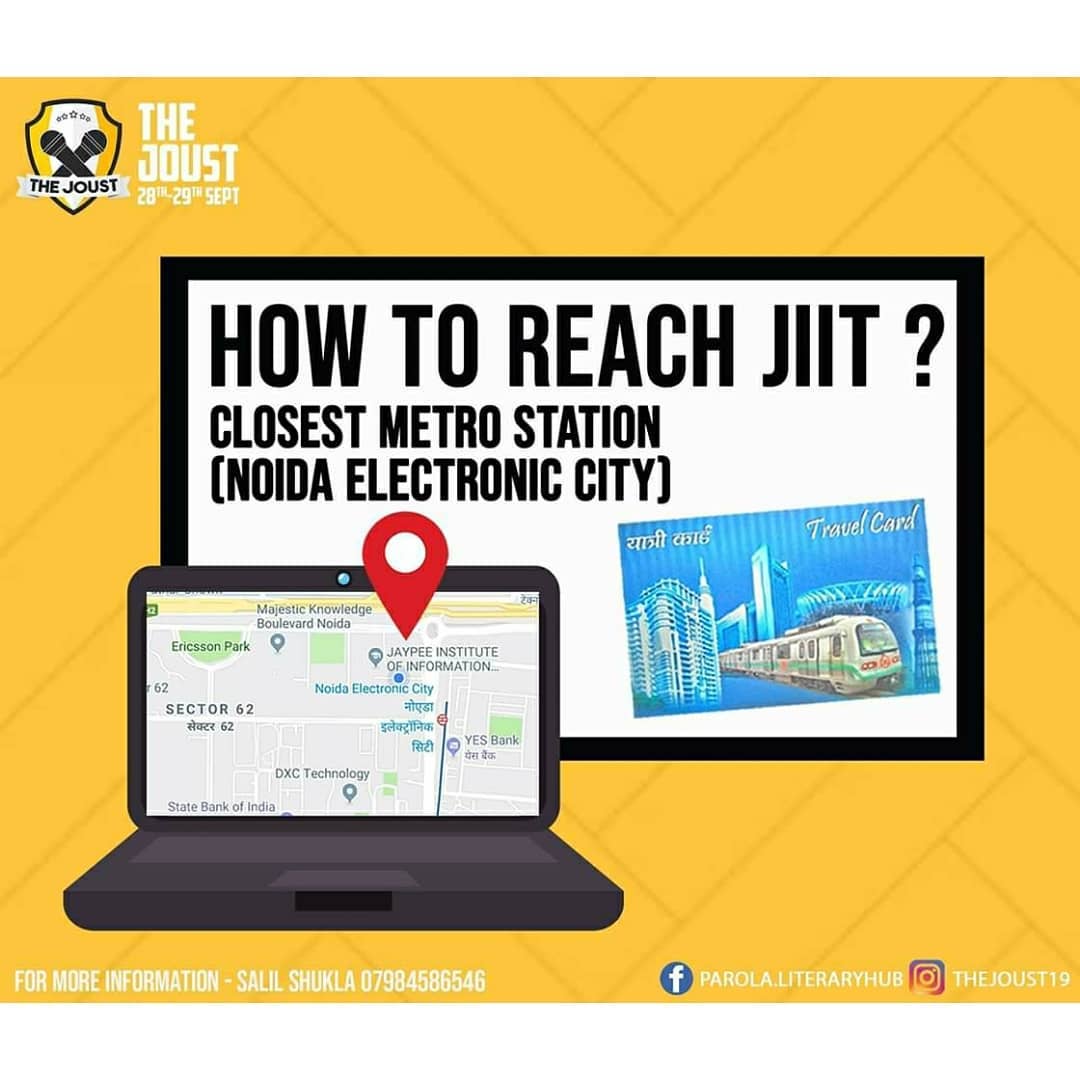 THE JOUST
THE
JOUST
28TH-29TH SEPT
HOW TO REACH JIIT ?
CLOSEST METRO STATION
(NOIDA ELECTRONIC CITY)
यात्री कार्ड
Travel Card
Majestic Knowledge
Boulevard Noida
Ericsson Park
JAYPEE INSTITUTE
OF INFORMATION...
r 62
Noida Electronic City
नोएडा
इलेक्ट्रॉनिक
सिटी
SECTOR 62
सेक्टर 62
YES Bank
येस बैंक
DXC Technology
State Bank of India
FOR MORE INFORMATION - SALIL SHUKLA 07984586546
PAROLA.LITERARYHUB
THEJOUST19